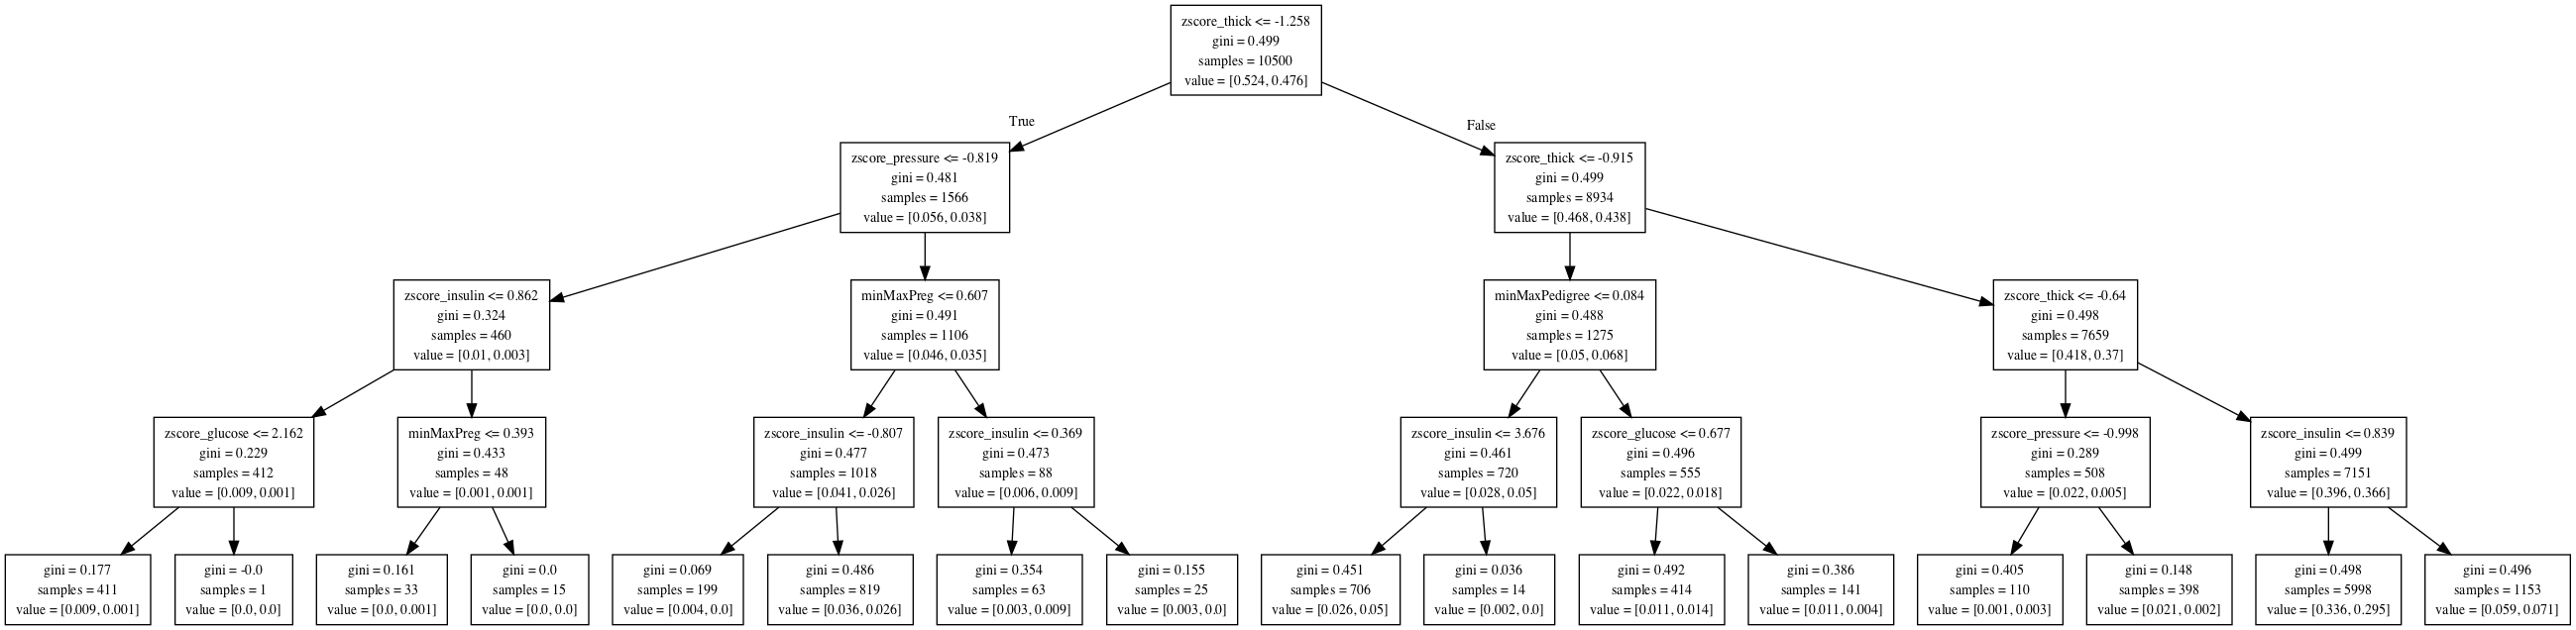 zscore_thick <= -1.258
gini = 0.499
samples = 10500
value = [0.524, 0.476]
True
False
zscore_pressure <= -0.819
gini = 0.481
samples = 1566
value = [0.056, 0.038]
zscore_thick <= -0.915
gini = 0.499
samples = 8934
value = [0.468, 0.438]
zscore_insulin <= 0.862
gini = 0.324
samples = 460
value = [0.01, 0.003]
minMaxPreg <= 0.607
gini = 0.491
samples = 1106
value = [0.046, 0.035]
minMaxPedigree <= 0.084
gini = 0.488
samples = 1275
value = [0.05, 0.068]
zscore_thick <= -0.64
gini = 0.498
samples = 7659
value = [0.418, 0.37]
zscore_glucose <= 2.162
gini = 0.229
samples = 412
value = [0.009, 0.001]
minMaxPreg <= 0.393
gini = 0.433
samples = 48
value = [0.001, 0.001]
zscore_insulin <= -0.807
gini = 0.477
samples = 1018
value = [0.041, 0.026]
zscore_insulin <= 0.369
gini = 0.473
samples = 88
value = [0.006, 0.009]
zscore_insulin <= 3.676
gini = 0.461
samples = 720
value = [0.028, 0.05]
zscore_glucose <= 0.677
gini = 0.496
samples = 555
value = [0.022, 0.018]
zscore_pressure <= -0.998
gini = 0.289
samples = 508
value = [0.022, 0.005]
zscore_insulin <= 0.839
gini = 0.499
samples = 7151
value = [0.396, 0.366]
gini = 0.177
samples = 411
value = [0.009, 0.001]
gini = -0.0
samples = 1
value = [0.0, 0.0]
gini = 0.161
samples = 33
value = [0.0, 0.001]
gini = 0.0
samples = 15
value = [0.0, 0.0]
gini = 0.069
samples = 199
value = [0.004, 0.0]
gini = 0.486
samples = 819
value = [0.036, 0.026]
gini = 0.354
samples = 63
value = [0.003, 0.009]
gini = 0.155
samples = 25
value = [0.003, 0.0]
gini = 0.451
samples = 706
value = [0.026, 0.05]
gini = 0.036
samples = 14
value = [0.002, 0.0]
gini = 0.492
samples = 414
value = [0.011, 0.014]
gini = 0.386
samples = 141
value = [0.011, 0.004]
gini = 0.405
samples = 110
value = [0.001, 0.003]
gini = 0.148
samples = 398
value = [0.021, 0.002]
gini = 0.498
samples = 5998
value = [0.336, 0.295]
gini = 0.496
samples = 1153
value = [0.059, 0.071]